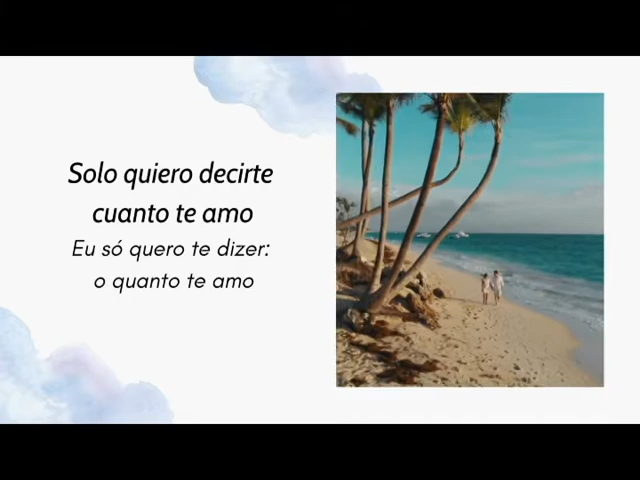 Solo quiero decirte
cuanto te amo
Eu só quero te dizer:
o quanto te amo